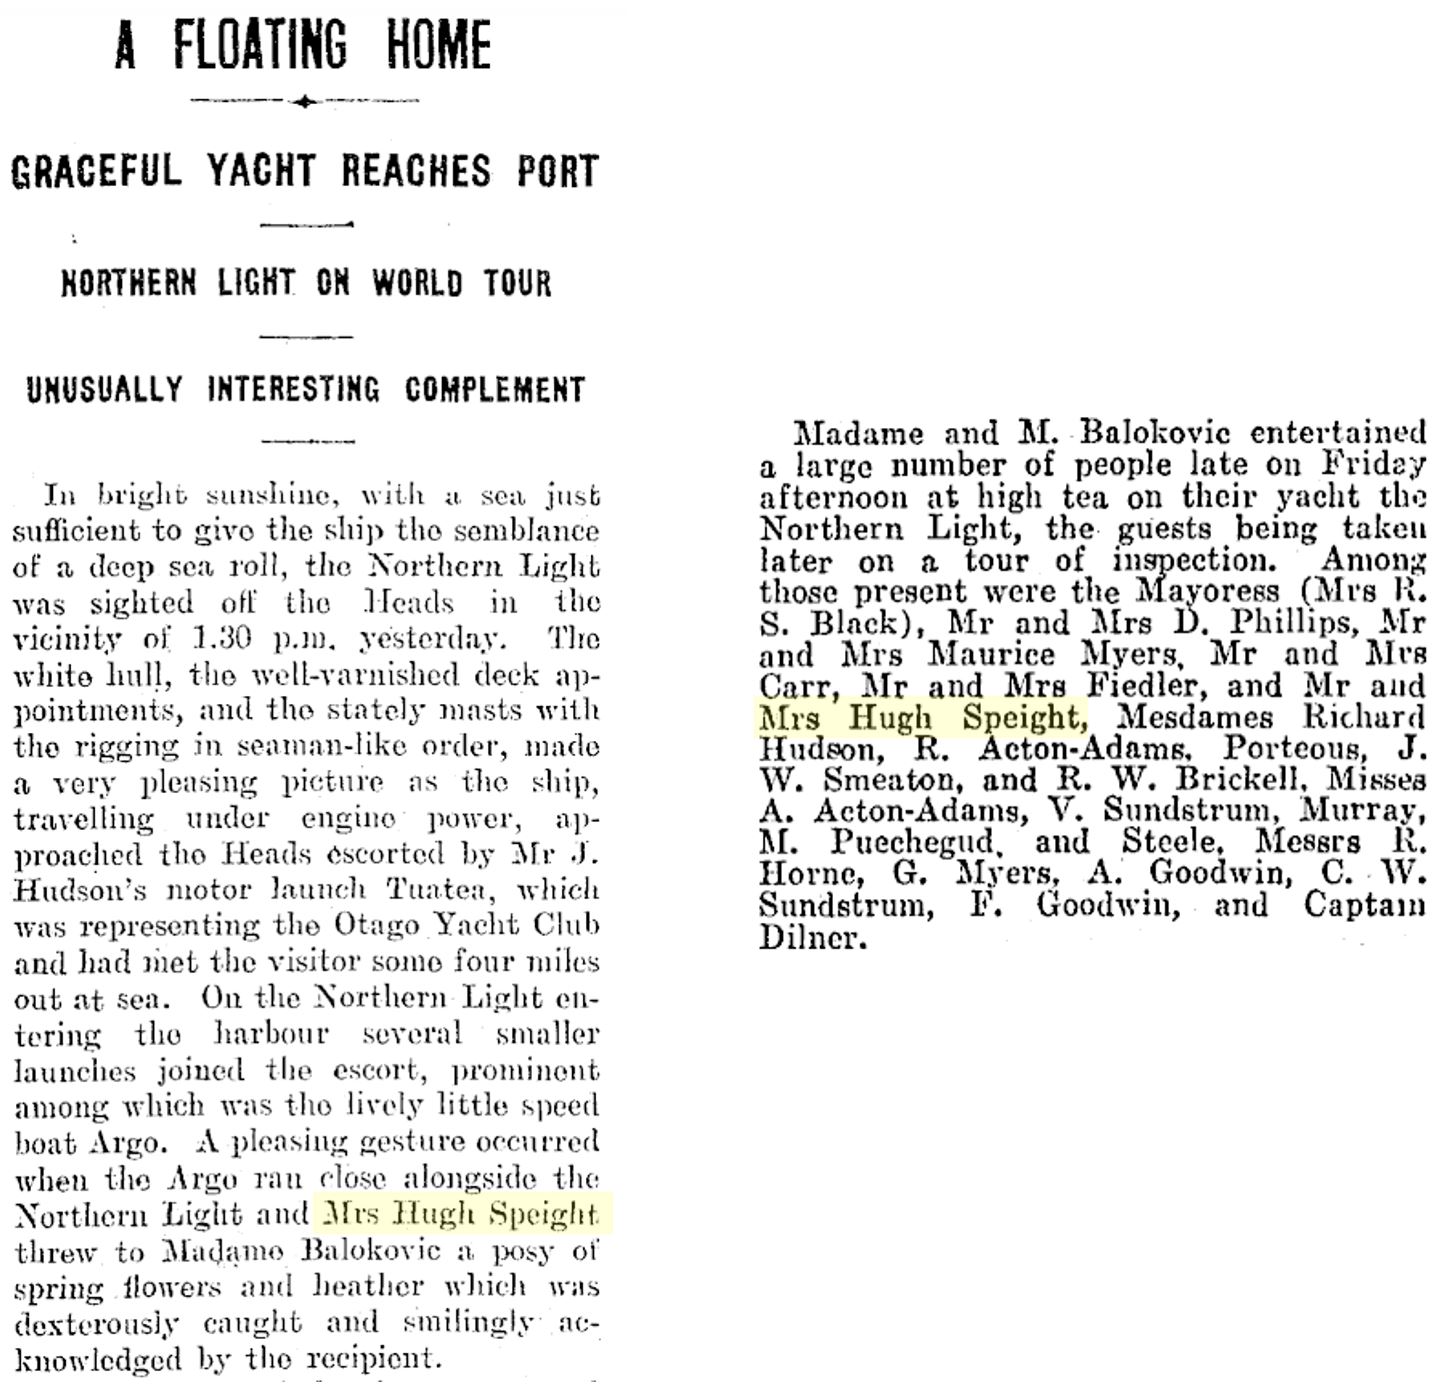 A FLOATING HOME
GRACEFUL YACHT REACHES PORT
NORTHERN LIGHT ON WORLD TOUR
UNUSUALLY INTERESTING COMPLEMENT
In bright sunshine, with a sea just
sufficient to give the ship the semblance
of a deep sea roll, the Northern Light
was sighted off the Heads in the
vicinity of 1.30 p.m. yesterday. The
white hull, the well-varnished deck ap-
pointments, and the stately masts with
the rigging in seaman-like order, made
a very pleasing picture as the ship,
travelling under engine power, ap-
proached the Heads escorted by Mr J.
Hudson's motor launch Tuatea, which
was representing the Otago Yacht Club
and had met the visitor some four miles
out at sea. On the Northern Light en-
tering the harbour several smaller
launches joined the escort, prominent
among which was the lively little speed
boat Argo. A pleasing gesture occurred
when the Argo ran close alongside the
Northern Light and Mrs Hugh Speight
threw to Madame Balokovic a posy of
spring flowers and heather which was
dexterously caught and smilingly ac-
knowledged by the recipient.
Madame and M. Balokovic entertained
a large number of people late on Friday
afternoon at high tea on their yacht the
Northern Light, the guests being taken
later on a tour of inspection. Among
those present were the Mayoress (Mrs R.
S. Black), Mr and Mrs D. Phillips, Mr
and Mrs Maurice Myers, Mr and Mrs
Carr, Mr and Mrs Fiedler, and Mr and
Mrs Hugh Speight, Mesdames Richard
Hudson, R. Acton-Adams, Porteous, J.
W. Smeaton, and R. W. Brickell, Misses
A. Acton-Adams, V. Sundstrum, Murray,
M. Puechegud, and Steele, Messrs R.
Horne, G. Myers, A. Goodwin, C. W.
Sundstrum, F. Goodwin, and Captain
Dilner.